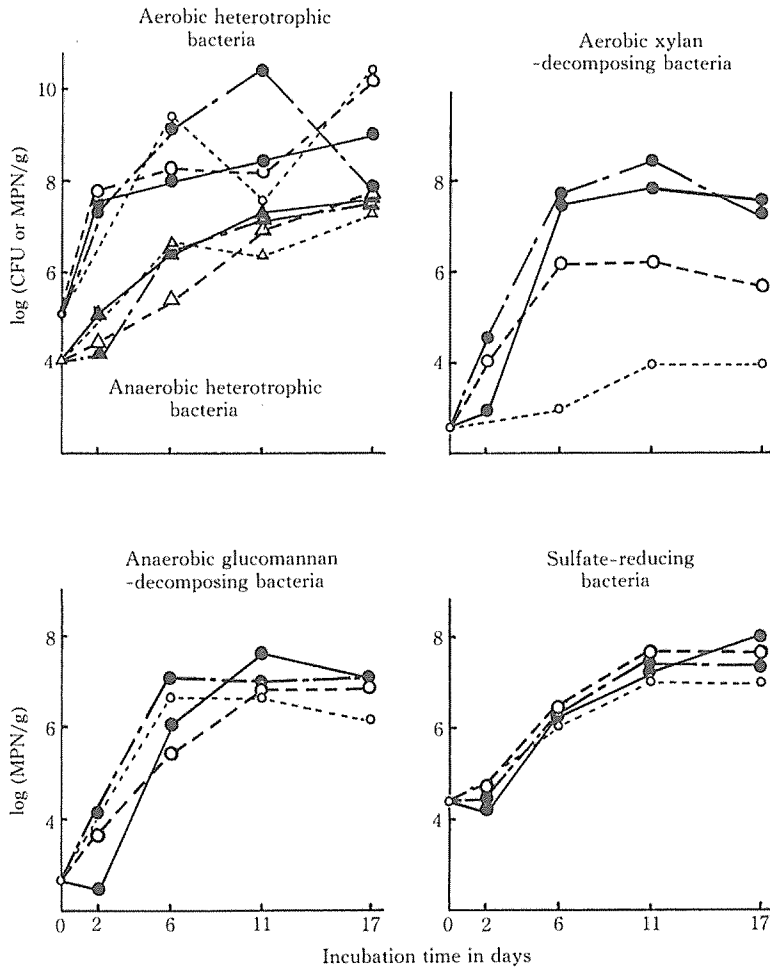 Aerobic heterotrophic
bacteria
Aerobic xylan
-decomposing bacteria
log (CFU or MPN/g)
10
8
6
4
8
6
4
Anaerobic heterotrophic
bacteria
Anaerobic glucomannan
-decomposing bacteria
Sulfate-reducing
bacteria
log (MPN/g)
8
6
4
8
6
4
0 2 6 11 17
0 2 6 11 17
Incubation time in days